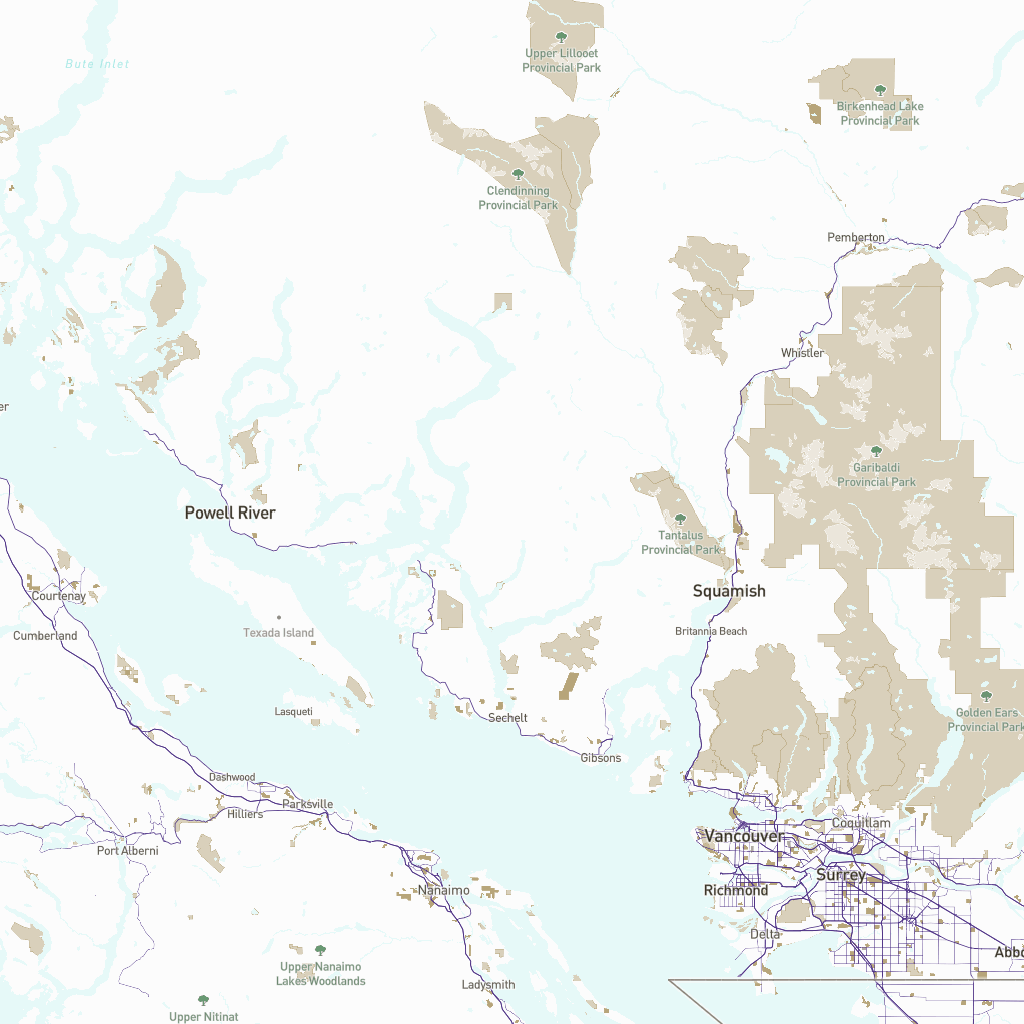 Bute Inlet
Upper Lillooet
Provincial Park
Birkenhead Lake
Provincial Park
Clendinning
Provincial Park
Pemberton
Whistler
Garibaldi
Provincial Park
Powell River
Tantalus
Provincial Park
Courtenay
Squamish
Cumberland
Texada Island
Britannia Beach
Lasqueti
Sechelt
Golden Ears
Provincial Park
Gibsons
Dashwood
Parksville
Hilliers
Coquitlam
Vancouver
Port Alberni
Surrey
Nanaimo
Richmond
Delta
Upper Nanaimo
Lakes Woodlands
Ladysmith
Upper Nitinat